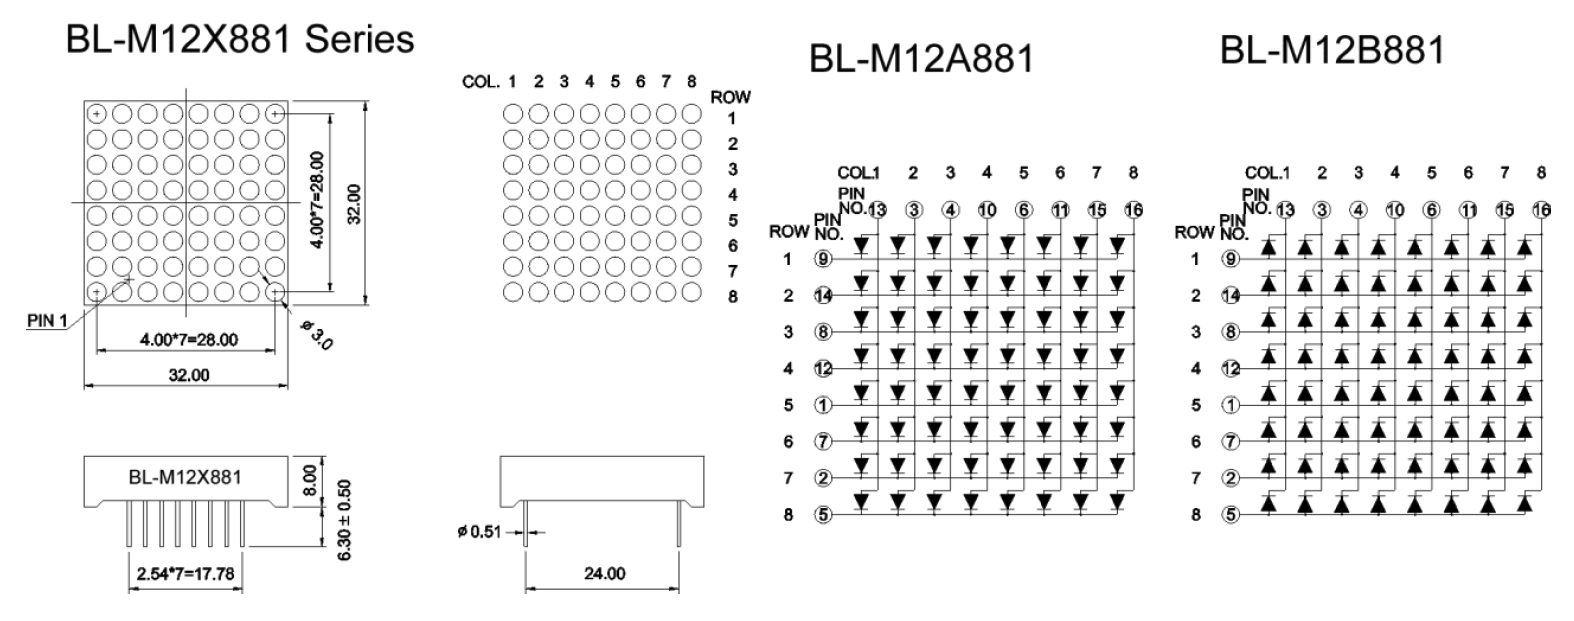 BL-M12X881 Series
4.00*7=28.00
32.00
PIN 1
ø 3.0
4.00*7=28.00
32.00
COL. 1 2 3 4 5 6 7 8
ROW
1
2
3
4
5
6
7
8
BL-M12X881
8.00
6.30 ± 0.50
2.54*7=17.78
ø 0.51
24.00
BL-M12A881
COL.1 2 3 4 5 6 7 8
PIN NO. 13 3 4 10 6 11 15 16
ROW PIN NO.
1 9
2 14
3 8
4 12
5 1
6 7
7 2
8 5
BL-M12B881
COL.1 2 3 4 5 6 7 8
PIN NO. 13 3 4 10 6 11 15 16
ROW PIN NO.
1 9
2 14
3 8
4 12
5 1
6 7
7 2
8 5